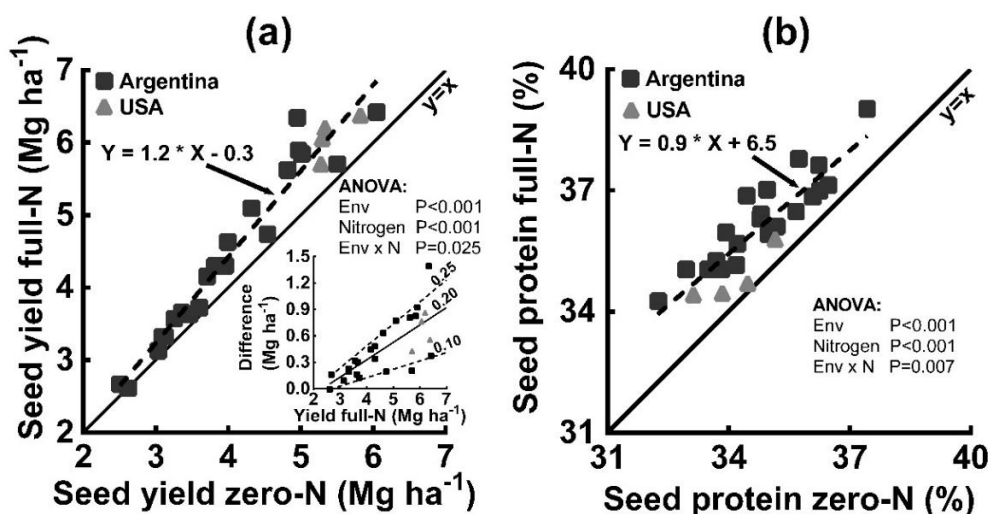 (a)
Seed yield full-N (Mg ha⁻¹)
7
6
5
4
3
2
Argentina
USA
y=x
Y = 1.2 * X - 0.3
ANOVA:
Env P<0.001
Nitrogen P<0.001
Env x N P=0.025
Difference
(Mg ha⁻¹)
1.5
1.2
0.9
0.6
0.3
0.0
0.25
0.20
0.10
2 3 4 5 6 7
Yield full-N (Mg ha⁻¹)
2 3 4 5 6 7
Seed yield zero-N (Mg ha⁻¹)
(b)
Seed protein full-N (%)
40
37
34
31
Argentina
USA
y=x
Y = 0.9 * X + 6.5
ANOVA:
Env P<0.001
Nitrogen P<0.001
Env x N P=0.007
31 34 37 40
Seed protein zero-N (%)